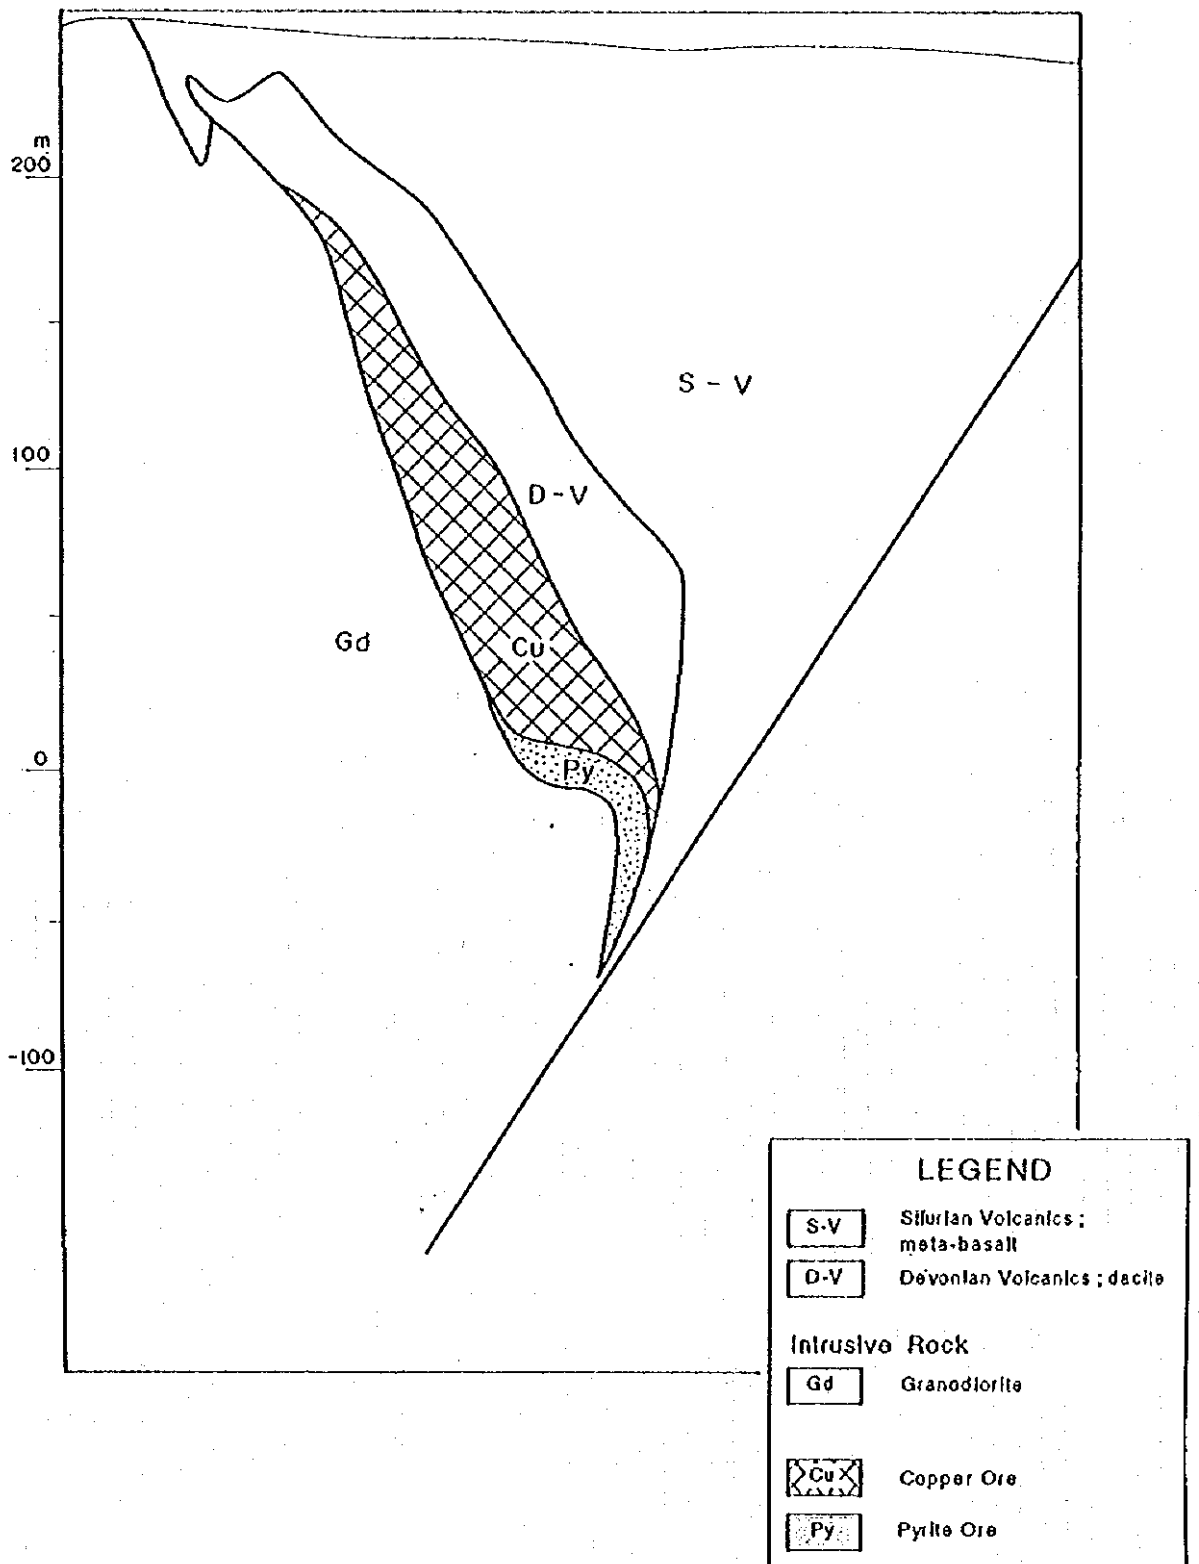 m
200
100
0
-100
S - V
D - V
Gd
Cu
Py
LEGEND
S-V Silurian Volcanics ;
meta-basalt
D-V Devonian Volcanics ; dacite
Intrusive Rock
Gd Granodiorite
Cu Copper Ore
Py Pyrite Ore